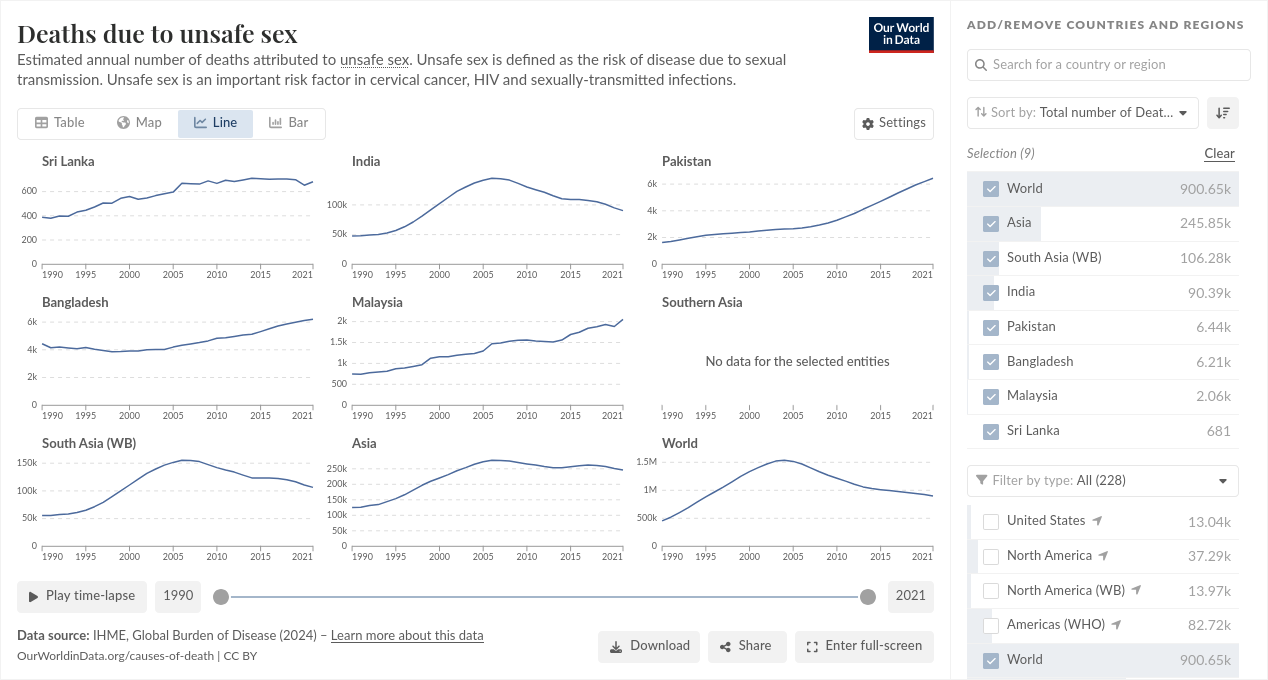 Deaths due to unsafe sex
Our World
in Data
Estimated annual number of deaths attributed to unsafe sex. Unsafe sex is defined as the risk of disease due to sexual
transmission. Unsafe sex is an important risk factor in cervical cancer, HIV and sexually-transmitted infections.
Table Map Line Bar Settings
Sri Lanka
600
400
200
0
1990 1995 2000 2005 2010 2015 2021
India
100k
50k
0
1990 1995 2000 2005 2010 2015 2021
Pakistan
6k
4k
2k
0
1990 1995 2000 2005 2010 2015 2021
Bangladesh
6k
4k
2k
0
1990 1995 2000 2005 2010 2015 2021
Malaysia
2k
1.5k
1k
500
0
1990 1995 2000 2005 2010 2015 2021
Southern Asia
No data for the selected entities
1990 1995 2000 2005 2010 2015 2021
South Asia (WB)
150k
100k
50k
0
1990 1995 2000 2005 2010 2015 2021
Asia
250k
200k
150k
100k
50k
0
1990 1995 2000 2005 2010 2015 2021
World
1.5M
1M
500k
0
1990 1995 2000 2005 2010 2015 2021
Play time-lapse 1990 2021
Data source: IHME, Global Burden of Disease (2024) – Learn more about this data
OurWorldinData.org/causes-of-death | CC BY
Download Share Enter full-screen
ADD/REMOVE COUNTRIES AND REGIONS
Search for a country or region
Sort by: Total number of Deat...
Selection (9) Clear
World 900.65k
Asia 245.85k
South Asia (WB) 106.28k
India 90.39k
Pakistan 6.44k
Bangladesh 6.21k
Malaysia 2.06k
Sri Lanka 681
Filter by type: All (228)
United States 13.04k
North America 37.29k
North America (WB) 13.97k
Americas (WHO) 82.72k
World 900.65k